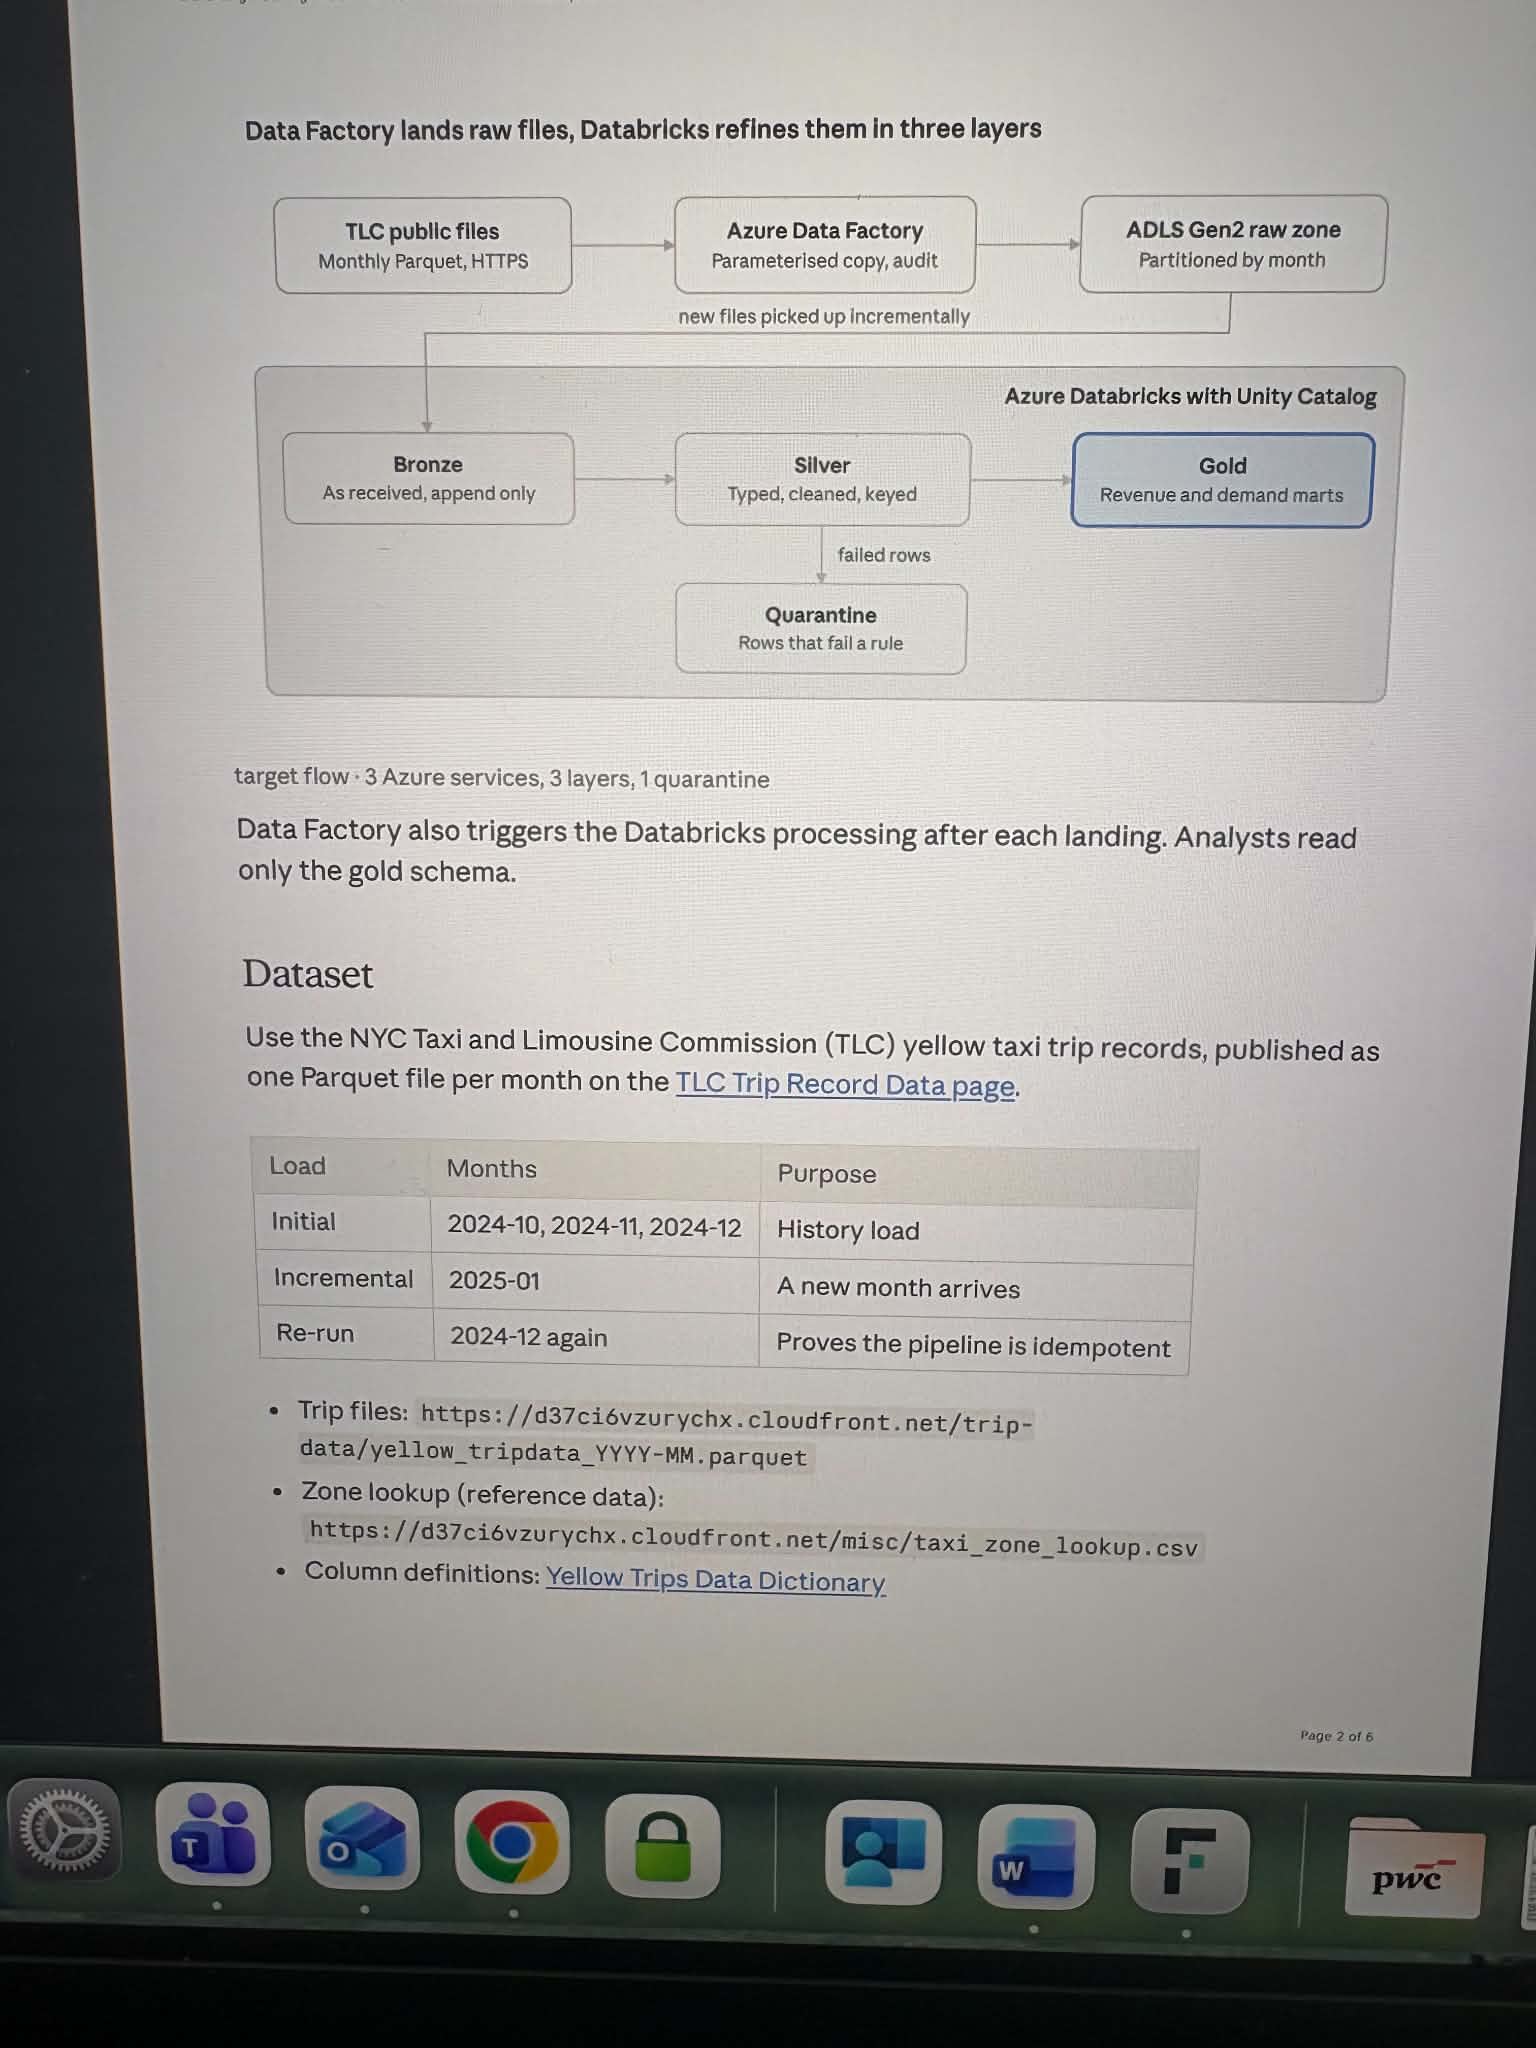 Data Factory lands raw files, Databricks refines them in three layers
TLC public files
Monthly Parquet, HTTPS
Azure Data Factory
Parameterised copy, audit
ADLS Gen2 raw zone
Partitioned by month
new files picked up incrementally
Azure Databricks with Unity Catalog
Bronze
As received, append only
Silver
Typed, cleaned, keyed
Gold
Revenue and demand marts
failed rows
Quarantine
Rows that fail a rule
target flow · 3 Azure services, 3 layers, 1 quarantine
Data Factory also triggers the Databricks processing after each landing. Analysts read
only the gold schema.
Dataset
Use the NYC Taxi and Limousine Commission (TLC) yellow taxi trip records, published as
one Parquet file per month on the TLC Trip Record Data page.
Load Months Purpose
Initial 2024-10, 2024-11, 2024-12 History load
Incremental 2025-01 A new month arrives
Re-run 2024-12 again Proves the pipeline is idempotent
• Trip files: https://d37ci6vzurychx.cloudfront.net/trip-
data/yellow_tripdata_YYYY-MM.parquet
• Zone lookup (reference data):
https://d37ci6vzurychx.cloudfront.net/misc/taxi_zone_lookup.csv
• Column definitions: Yellow Trips Data Dictionary
Page 2 of 6
T
O
W
pwc